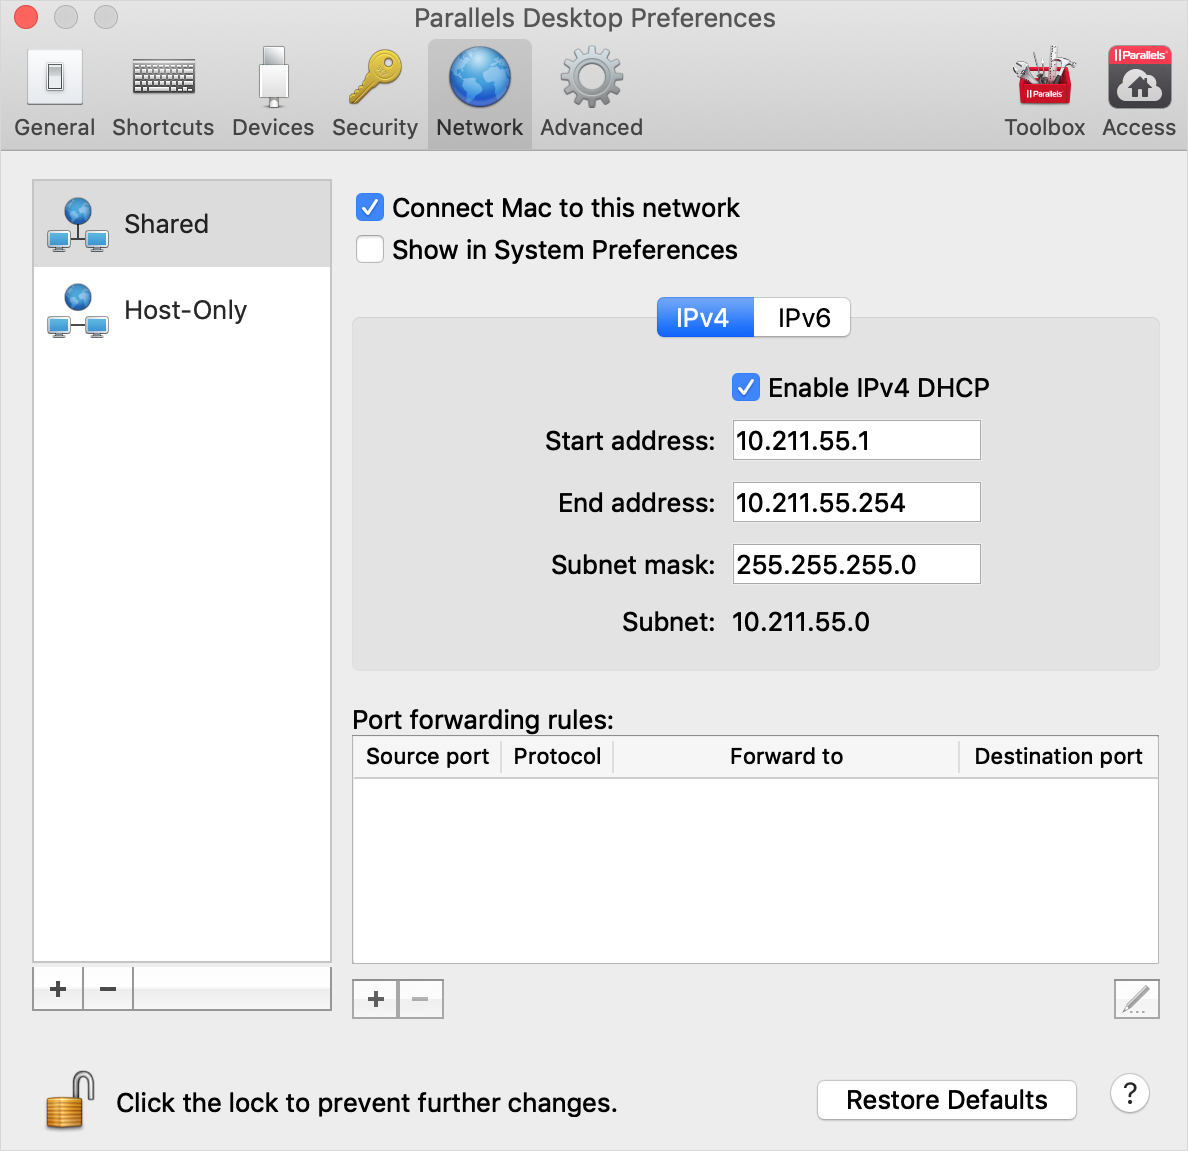 Parallels Desktop Preferences
General Shortcuts Devices Security Network Advanced Toolbox Access
Parallels
Parallels
Shared
Host-Only
Connect Mac to this network
Show in System Preferences
IPv4 IPv6
Enable IPv4 DHCP
Start address: 10.211.55.1
End address: 10.211.55.254
Subnet mask: 255.255.255.0
Subnet: 10.211.55.0
Port forwarding rules:
Source port Protocol Forward to Destination port
+ −
+ −
Click the lock to prevent further changes.
Restore Defaults ?